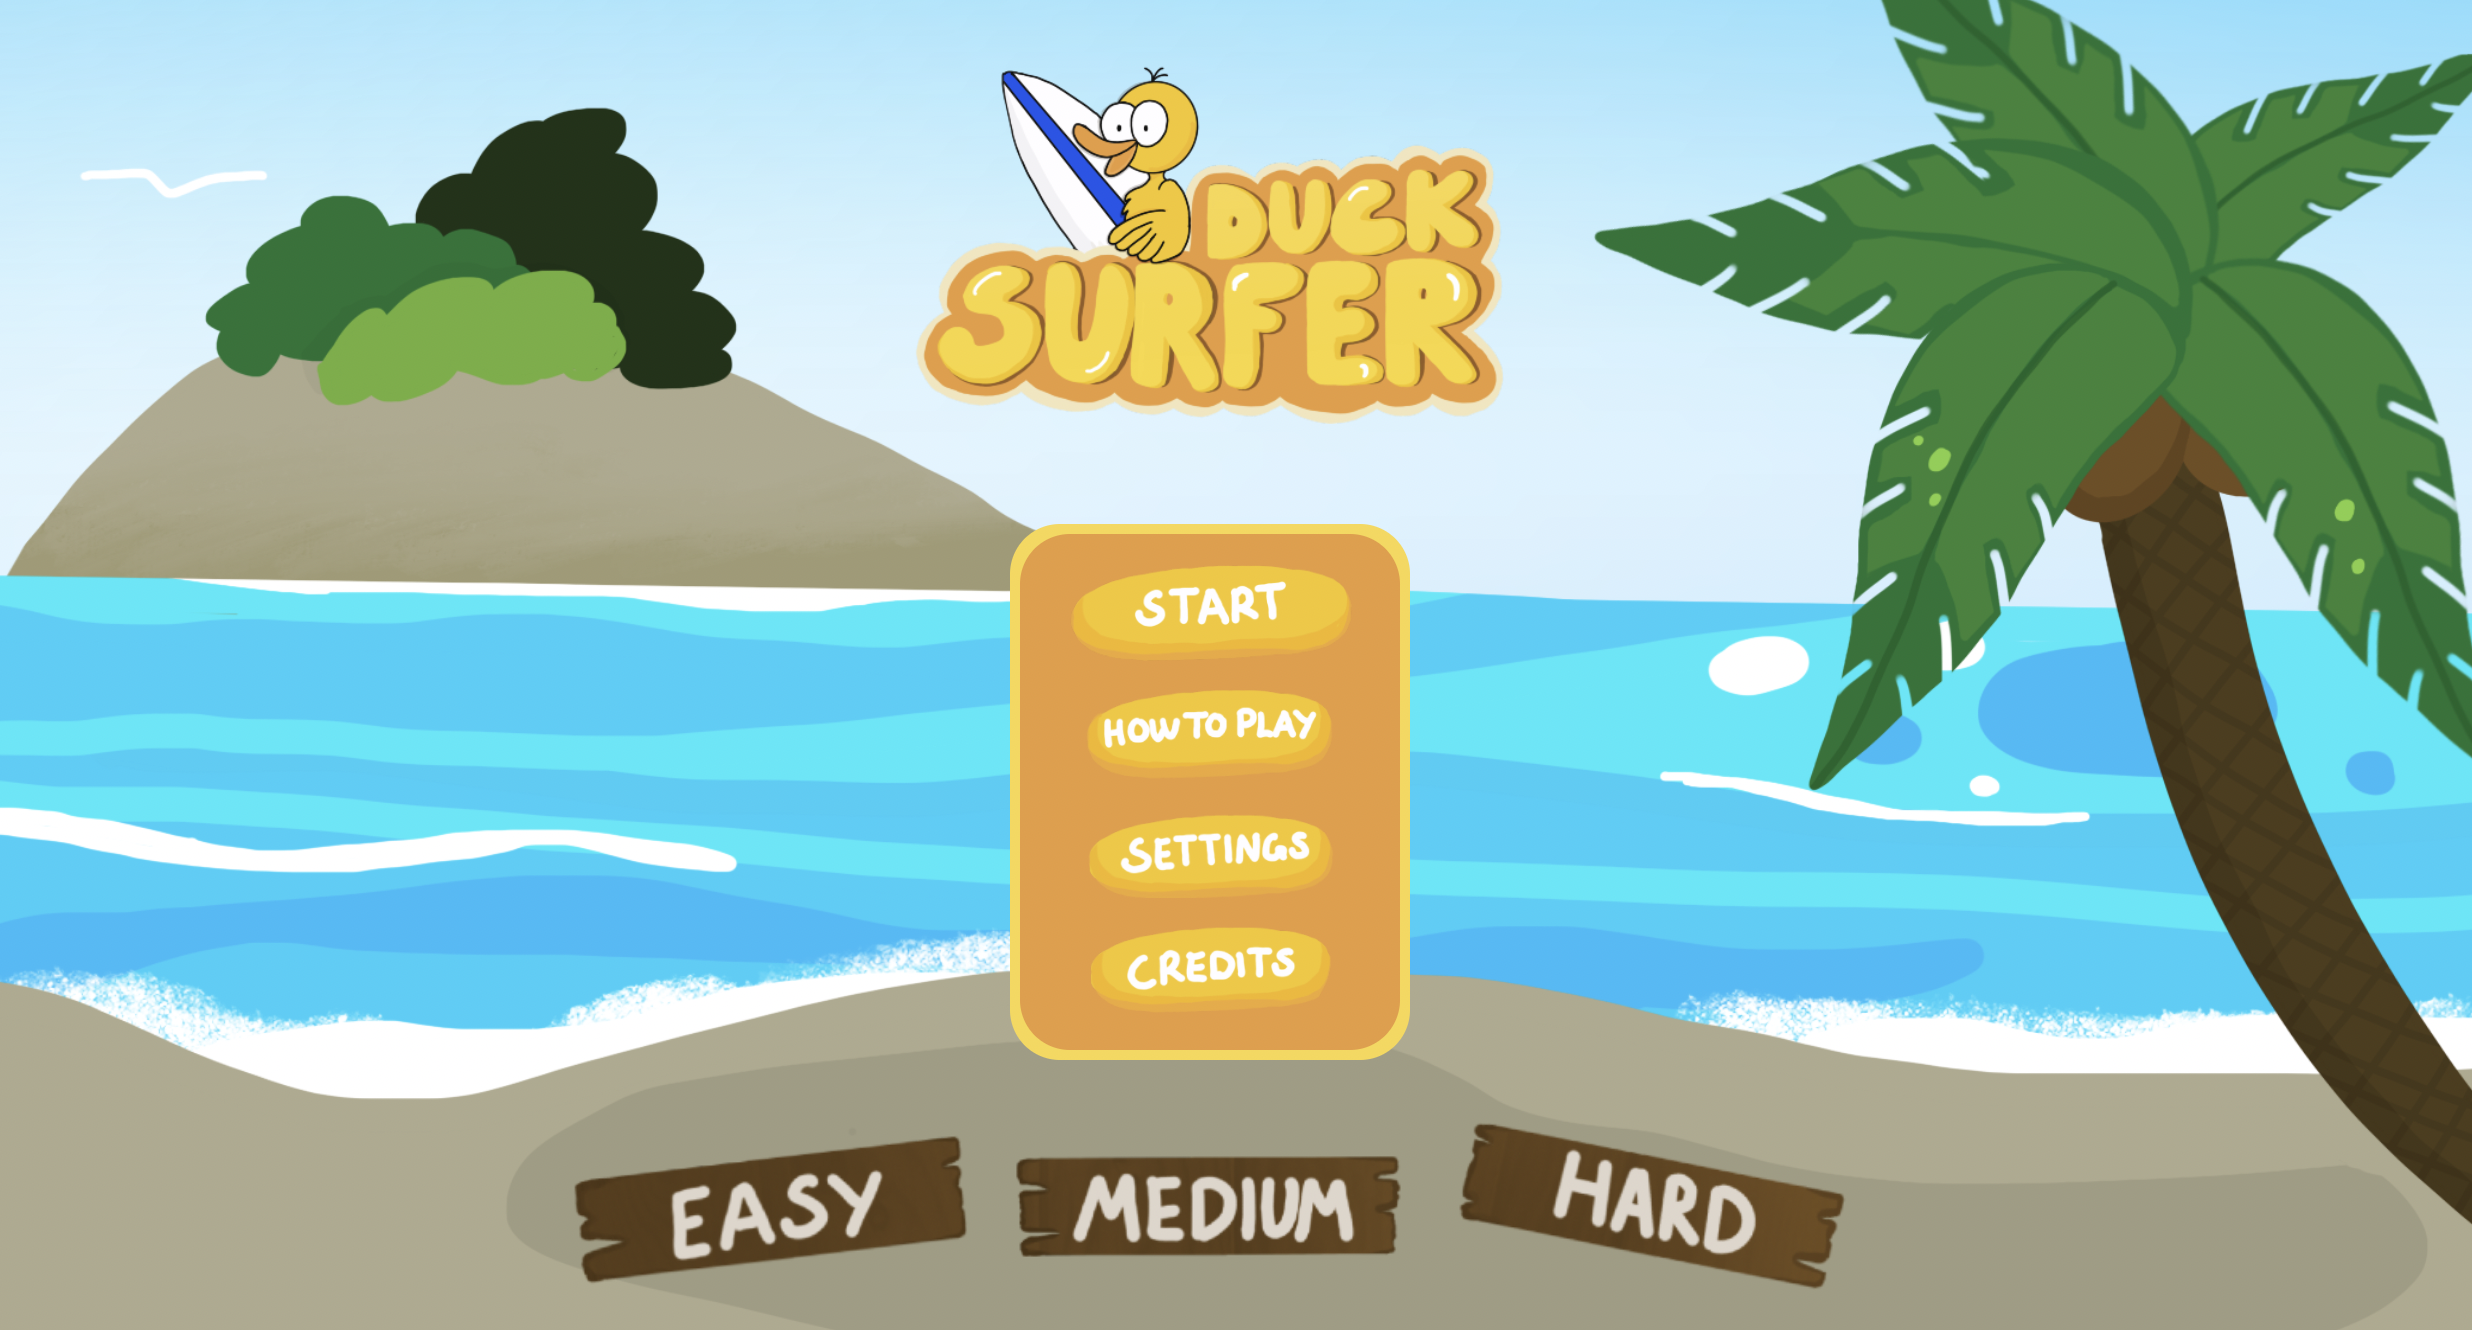 DUCK
SURFER
START
HOW TO PLAY
SETTINGS
CREDITS
EASY
MEDIUM
HARD